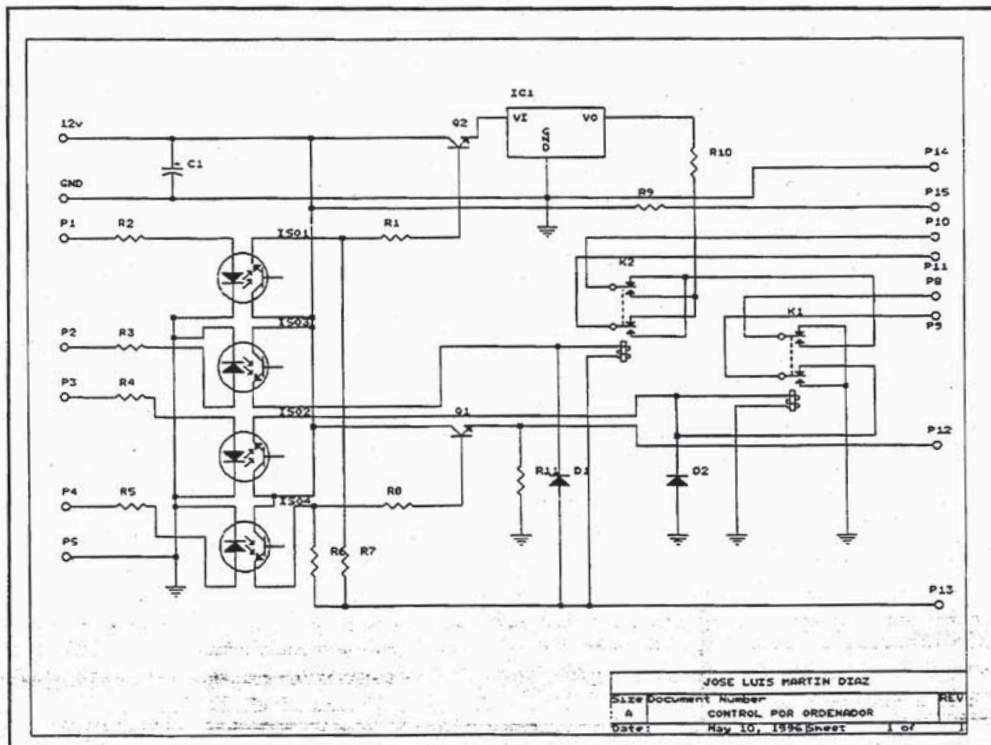 IC1
VI VO
GND
12v
Q2
C1
R10
P14
GND
R9
P15
P1
R2
ISO1
R1
P10
K2
P11
P8
P2
R3
ISO3
K1
P9
P3
R4
ISO2
Q1
P12
R11
D1
D2
P4
R5
ISO4
R8
P5
R6
R7
P13
JOSE LUIS MARTIN DIAZ
Size Document Number REV
A CONTROL POR ORDENADOR
Date: May 10, 1996 Sheet 1 of 1